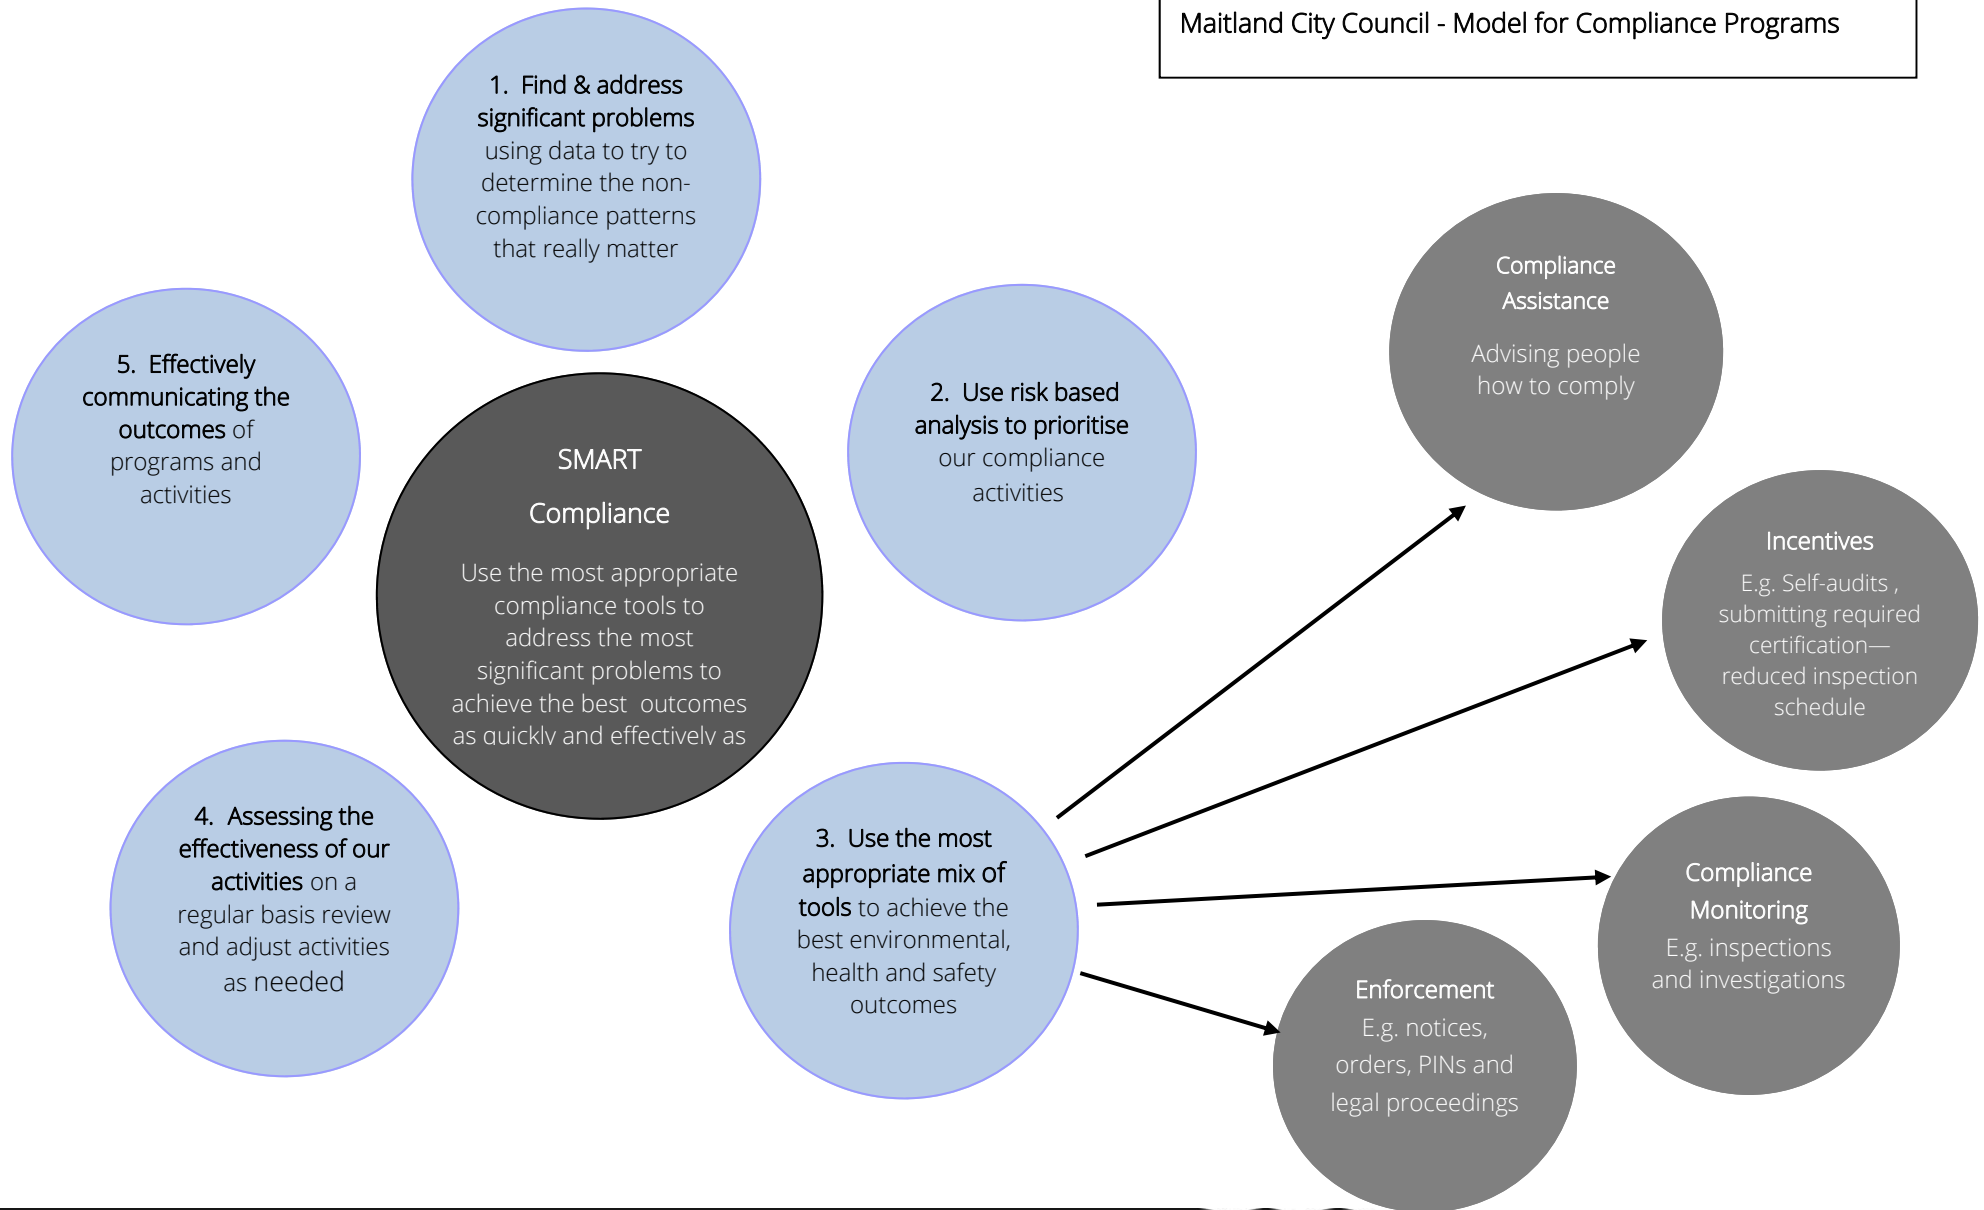 Maitland City Council - Model for Compliance Programs
1. Find & address
significant problems
using data to try to
determine the non-
compliance patterns
that really matter
2. Use risk based
analysis to prioritise
our compliance
activities
3. Use the most
appropriate mix of
tools to achieve the
best environmental,
health and safety
outcomes
4. Assessing the
effectiveness of our
activities on a
regular basis review
and adjust activities
as needed
5. Effectively
communicating the
outcomes of
programs and
activities
SMART
Compliance
Use the most appropriate
compliance tools to
address the most
significant problems to
achieve the best outcomes
as quickly and effectively as
Compliance
Assistance
Advising people
how to comply
Incentives
E.g. Self-audits ,
submitting required
certification—
reduced inspection
schedule
Compliance
Monitoring
E.g. inspections
and investigations
Enforcement
E.g. notices,
orders, PINs and
legal proceedings